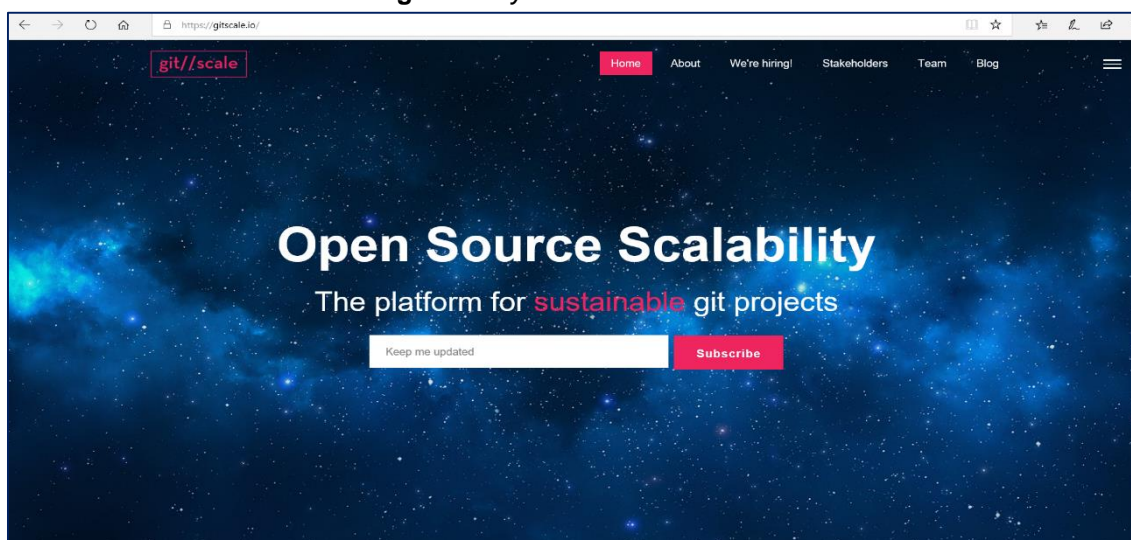 https://gitscale.io/
git//scale
Home About We're hiring! Stakeholders Team Blog
Open Source Scalability
The platform for sustainable git projects
Keep me updated Subscribe